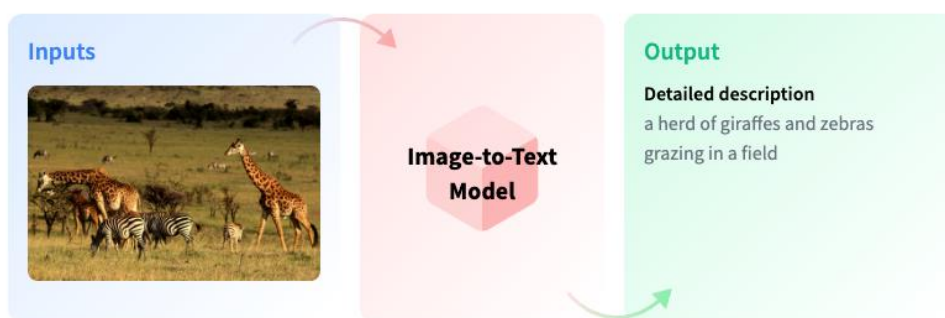 Inputs
Image-to-Text
Model
Output
Detailed description
a herd of giraffes and zebras
grazing in a field